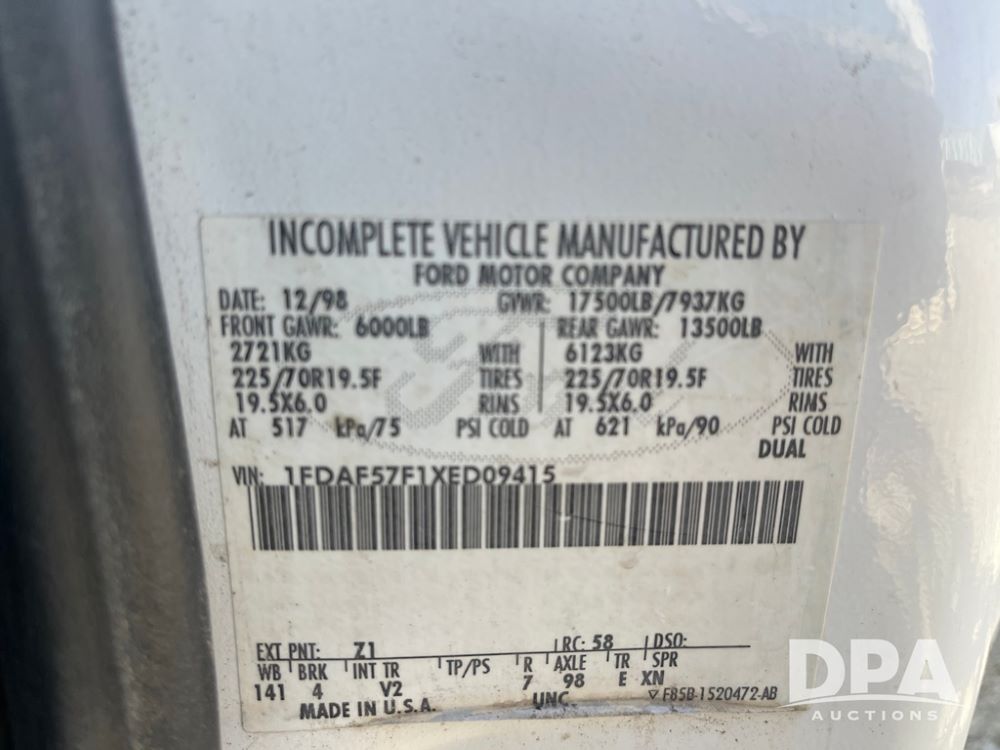 INCOMPLETE VEHICLE MANUFACTURED BY
FORD MOTOR COMPANY
DATE: 12/98 GVWR: 17500LB/7937KG
FRONT GAWR: 6000LB REAR GAWR: 13500LB
2721KG WITH 6123KG WITH
225/70R19.5F TIRES 225/70R19.5F TIRES
19.5X6.0 RIMS 19.5X6.0 RIMS
AT 517 kPa/75 PSI COLD AT 621 kPa/90 PSI COLD
DUAL
VIN: 1FDAF57F1XED09415
EXT PNT: Z1 RC: 58 DSO:
WB BRK INT TR TP/PS R AXLE TR SPR
141 4 V2 7 98 E XN
MADE IN U.S.A. UNC. F85B-1520472-AB
DPA
AUCTIONS